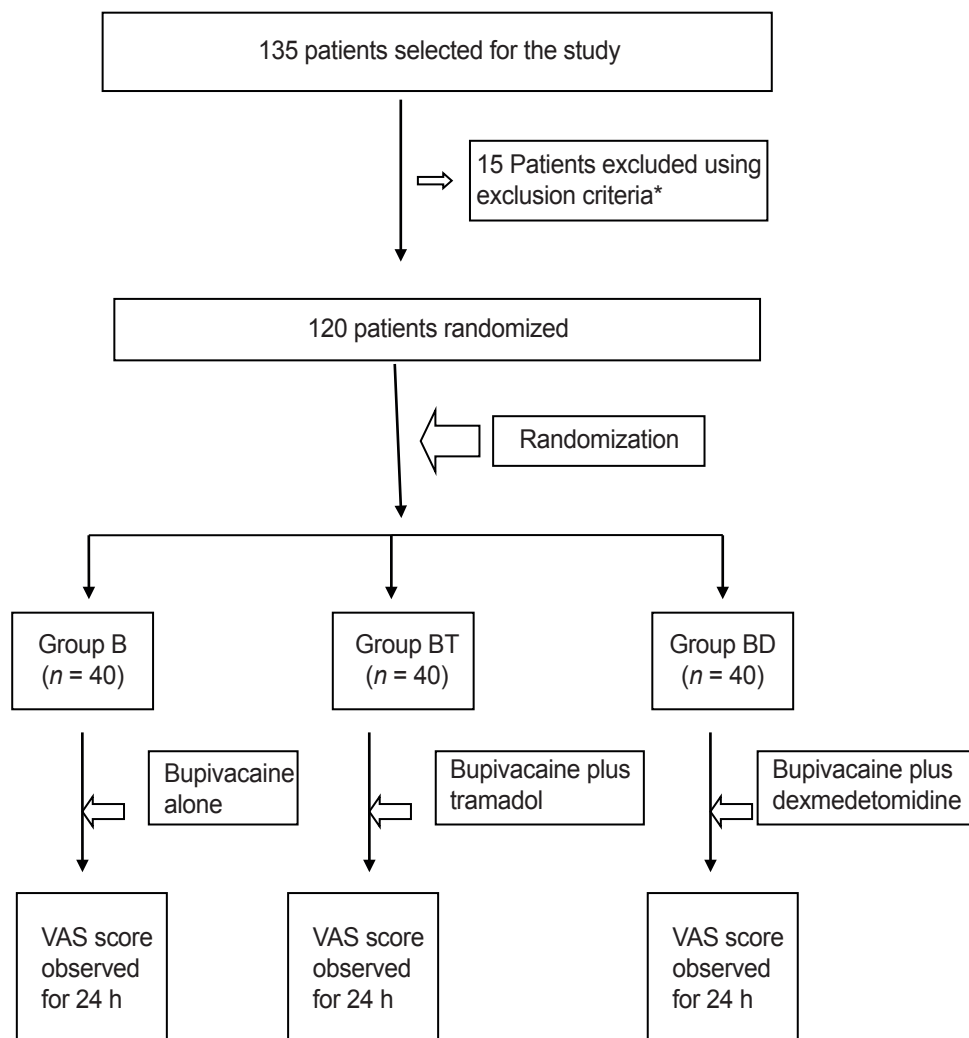 135 patients selected for the study
15 Patients excluded using
exclusion criteria*
120 patients randomized
Randomization
Group B
(n = 40)
Group BT
(n = 40)
Group BD
(n = 40)
Bupivacaine
alone
Bupivacaine plus
tramadol
Bupivacaine plus
dexmedetomidine
VAS score
observed
for 24 h
VAS score
observed
for 24 h
VAS score
observed
for 24 h